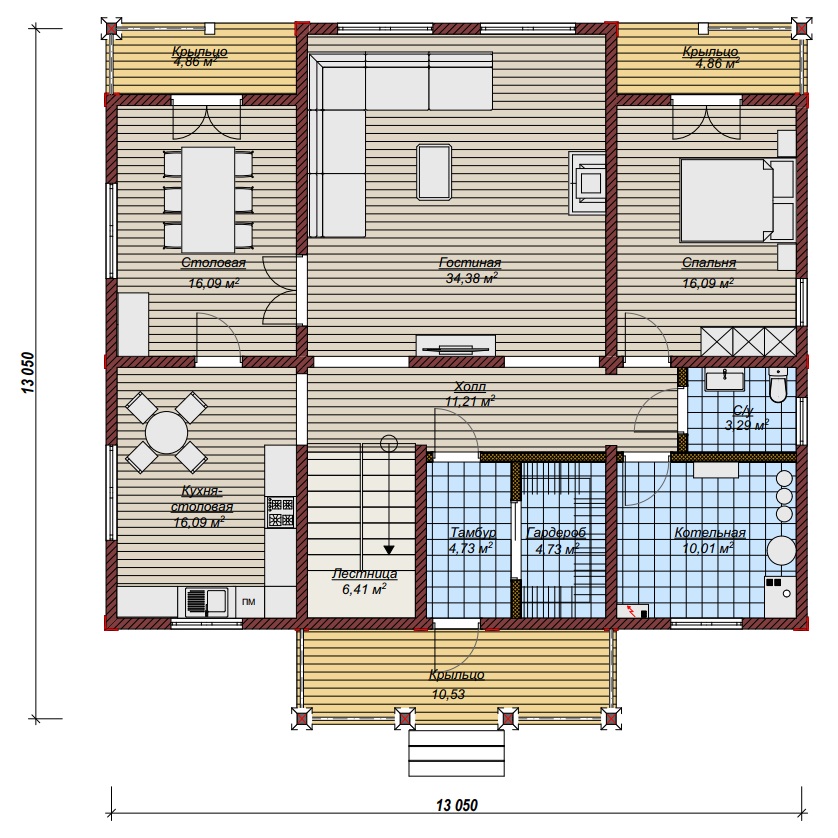 Крыльцо
4,86 м²
Крыльцо
4,86 м²
Столовая
16,09 м²
Гостиная
34,38 м²
Спальня
16,09 м²
13 050
Холл
11,21 м²
С/у
3,29 м²
Кухня-
столовая
16,09 м²
Тамбур
4,73 м²
Гардероб
4,73 м²
Котельная
10,01 м²
Лестница
6,41 м²
ПМ
Крыльцо
10,53
13 050